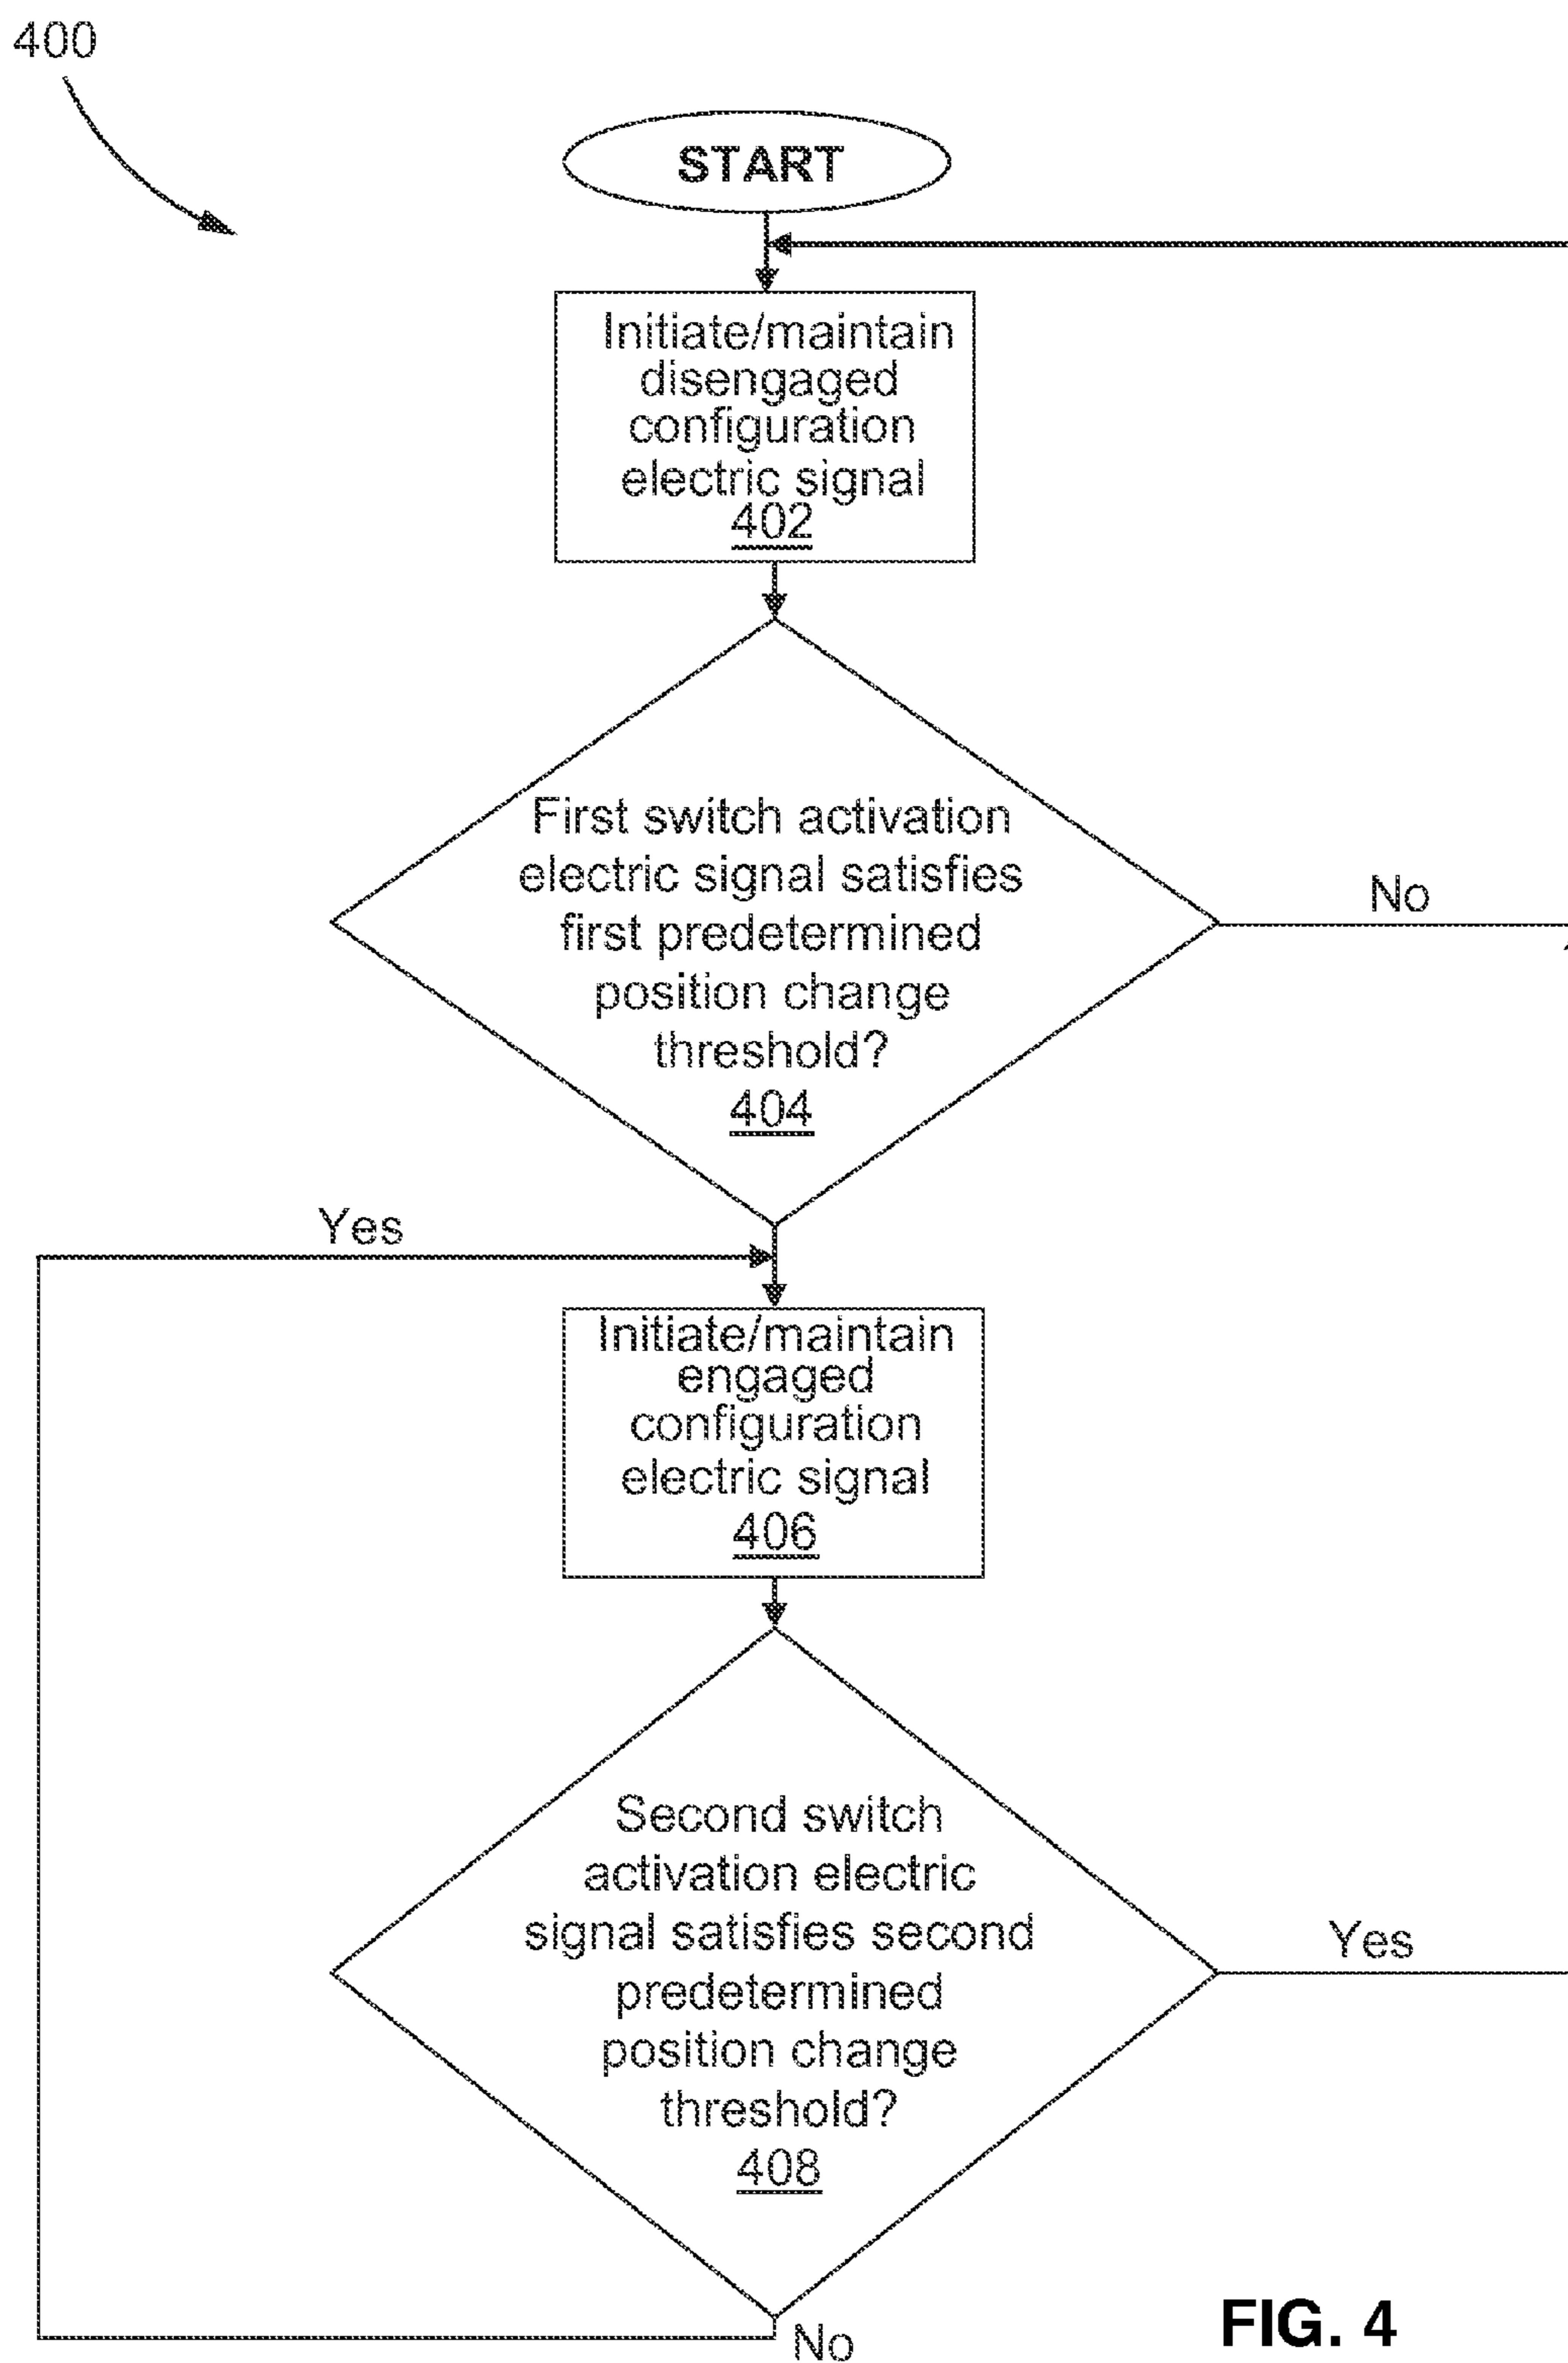 400
START
Initiate/maintain
disengaged
configuration
electric signal
402
First switch activation
electric signal satisfies
first predetermined
position change
threshold?
404
No
Yes
Initiate/maintain
engaged
configuration
electric signal
406
Second switch
activation electric
signal satisfies second
predetermined
position change
threshold?
408
Yes
No
FIG. 4